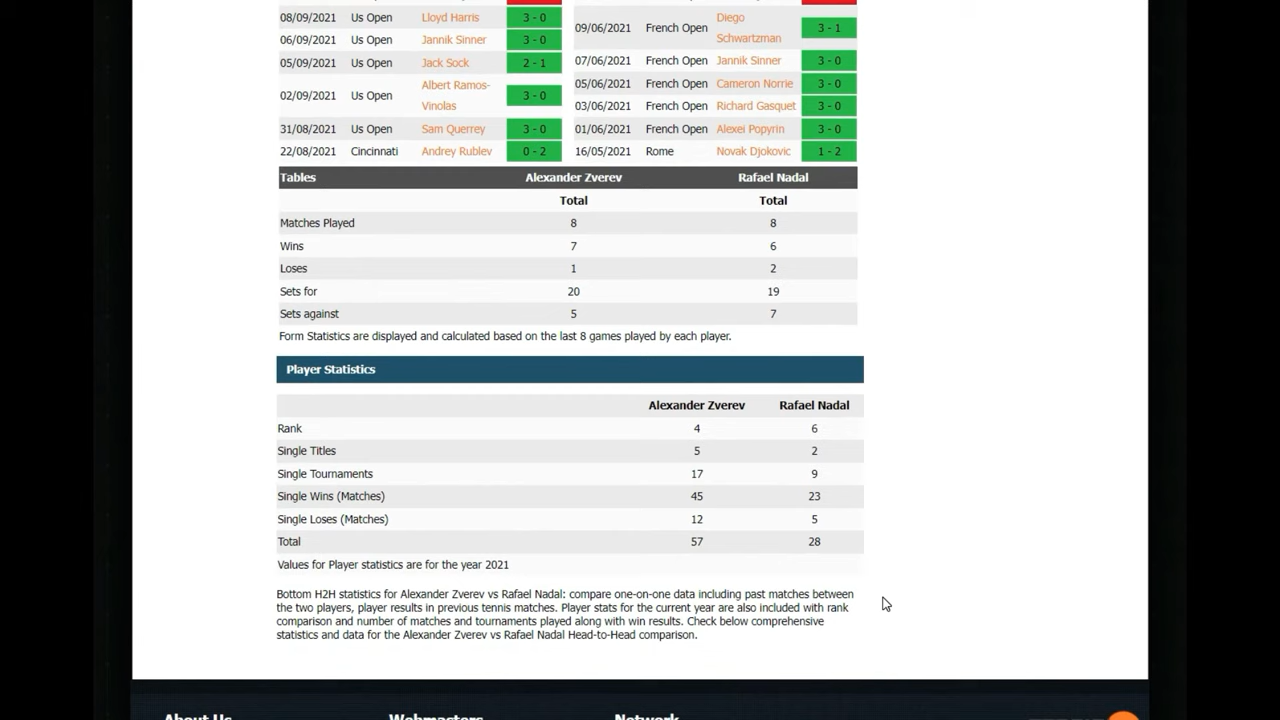 08/09/2021 Us Open Lloyd Harris 3 - 0
06/09/2021 Us Open Jannik Sinner 3 - 0
05/09/2021 Us Open Jack Sock 2 - 1
02/09/2021 Us Open Albert Ramos-
Vinolas 3 - 0
31/08/2021 Us Open Sam Querrey 3 - 0
22/08/2021 Cincinnati Andrey Rublev 0 - 2
09/06/2021 French Open Diego
Schwartzman 3 - 1
07/06/2021 French Open Jannik Sinner 3 - 0
05/06/2021 French Open Cameron Norrie 3 - 0
03/06/2021 French Open Richard Gasquet 3 - 0
01/06/2021 French Open Alexei Popyrin 3 - 0
16/05/2021 Rome Novak Djokovic 1 - 2
Tables Alexander Zverev Rafael Nadal
Total Total
Matches Played 8 8
Wins 7 6
Loses 1 2
Sets for 20 19
Sets against 5 7
Form Statistics are displayed and calculated based on the last 8 games played by each player.
Player Statistics
Alexander Zverev Rafael Nadal
Rank 4 6
Single Titles 5 2
Single Tournaments 17 9
Single Wins (Matches) 45 23
Single Loses (Matches) 12 5
Total 57 28
Values for Player statistics are for the year 2021
Bottom H2H statistics for Alexander Zverev vs Rafael Nadal: compare one-on-one data including past matches between
the two players, player results in previous tennis matches. Player stats for the current year are also included with rank
comparison and number of matches and tournaments played along with win results. Check below comprehensive
statistics and data for the Alexander Zverev vs Rafael Nadal Head-to-Head comparison.
About Us Webmasters Network